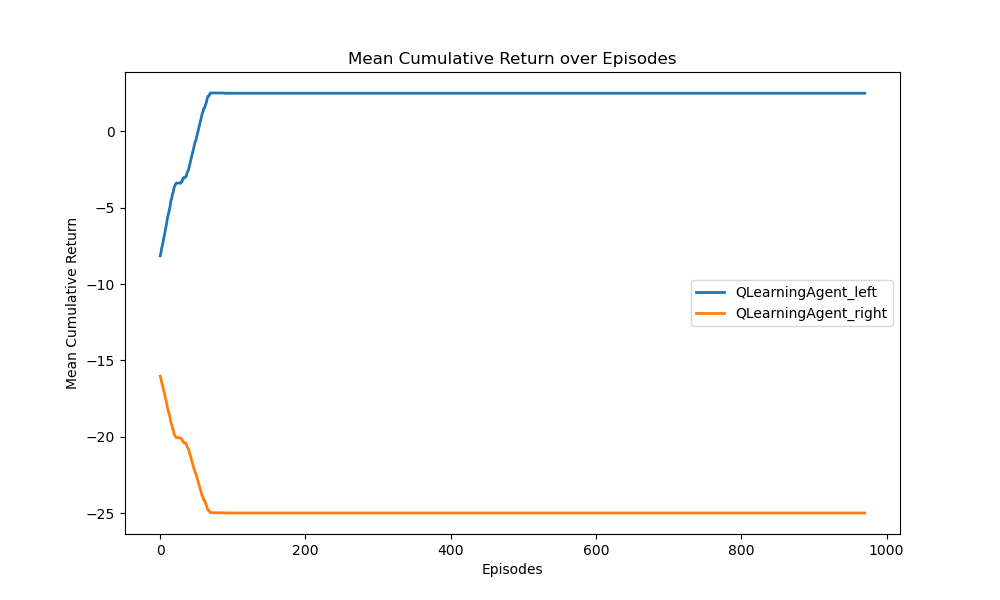 Mean Cumulative Return over Episodes
Mean Cumulative Return
0
−5
−10
−15
−20
−25
QLearningAgent_left
QLearningAgent_right
0 200 400 600 800 1000
Episodes